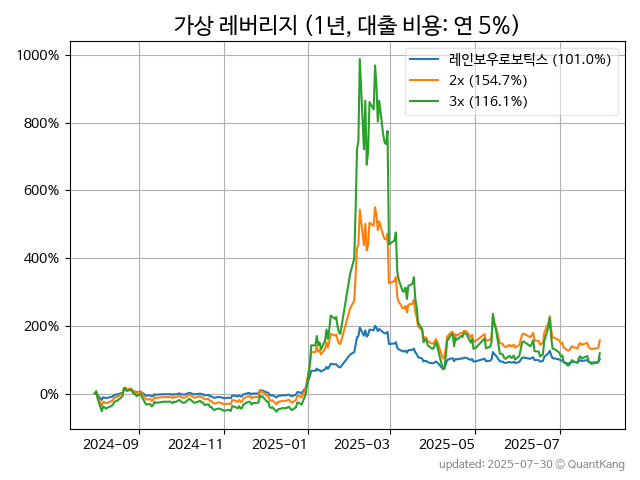 가상 레버리지 (1년, 대출 비용: 연 5%)
1000%
800%
600%
400%
200%
0%
레인보우로보틱스 (101.0%)
2x (154.7%)
3x (116.1%)
2024-09 2024-11 2025-01 2025-03 2025-05 2025-07
updated: 2025-07-30 © QuantKang